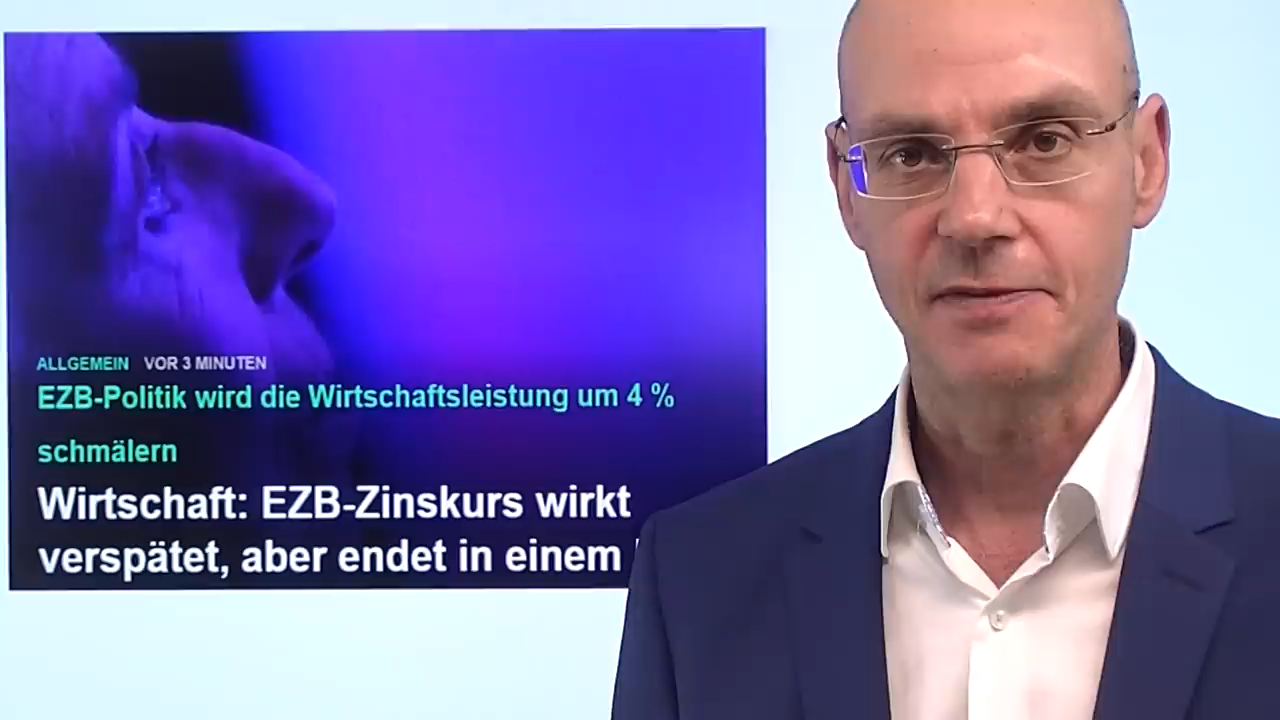 ALLGEMEIN VOR 3 MINUTEN
EZB-Politik wird die Wirtschaftsleistung um 4 %
schmälern
Wirtschaft: EZB-Zinskurs wirkt
verspätet, aber endet in einem